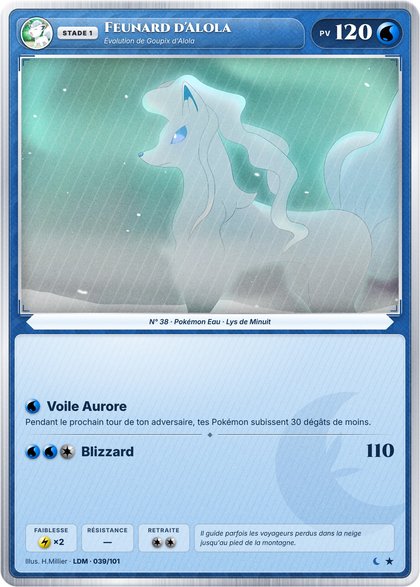 STADE 1
FEUNARD D'ALOLA
Évolution de Goupix d'Alola
PV 120
N° 38 · Pokémon Eau · Lys de Minuit
Voile Aurore
Pendant le prochain tour de ton adversaire, tes Pokémon subissent 30 dégâts de moins.
Blizzard 110
FAIBLESSE
×2
RÉSISTANCE
—
RETRAITE
Il guide parfois les voyageurs perdus dans la neige
jusqu'au pied de la montagne.
Illus. H.Millier · LDM · 039/101